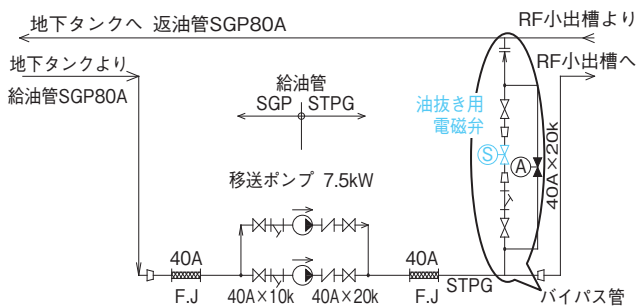 地下タンクへ 返油管SGP80A
RF小出槽より
地下タンクより
給油管SGP80A
給油管
SGP STPG
RF小出槽へ
油抜き用
電磁弁
S
A
40A×20k
移送ポンプ 7.5kW
40A
F.J
40A×10k
40A×20k
40A
F.J
STPG
バイパス管